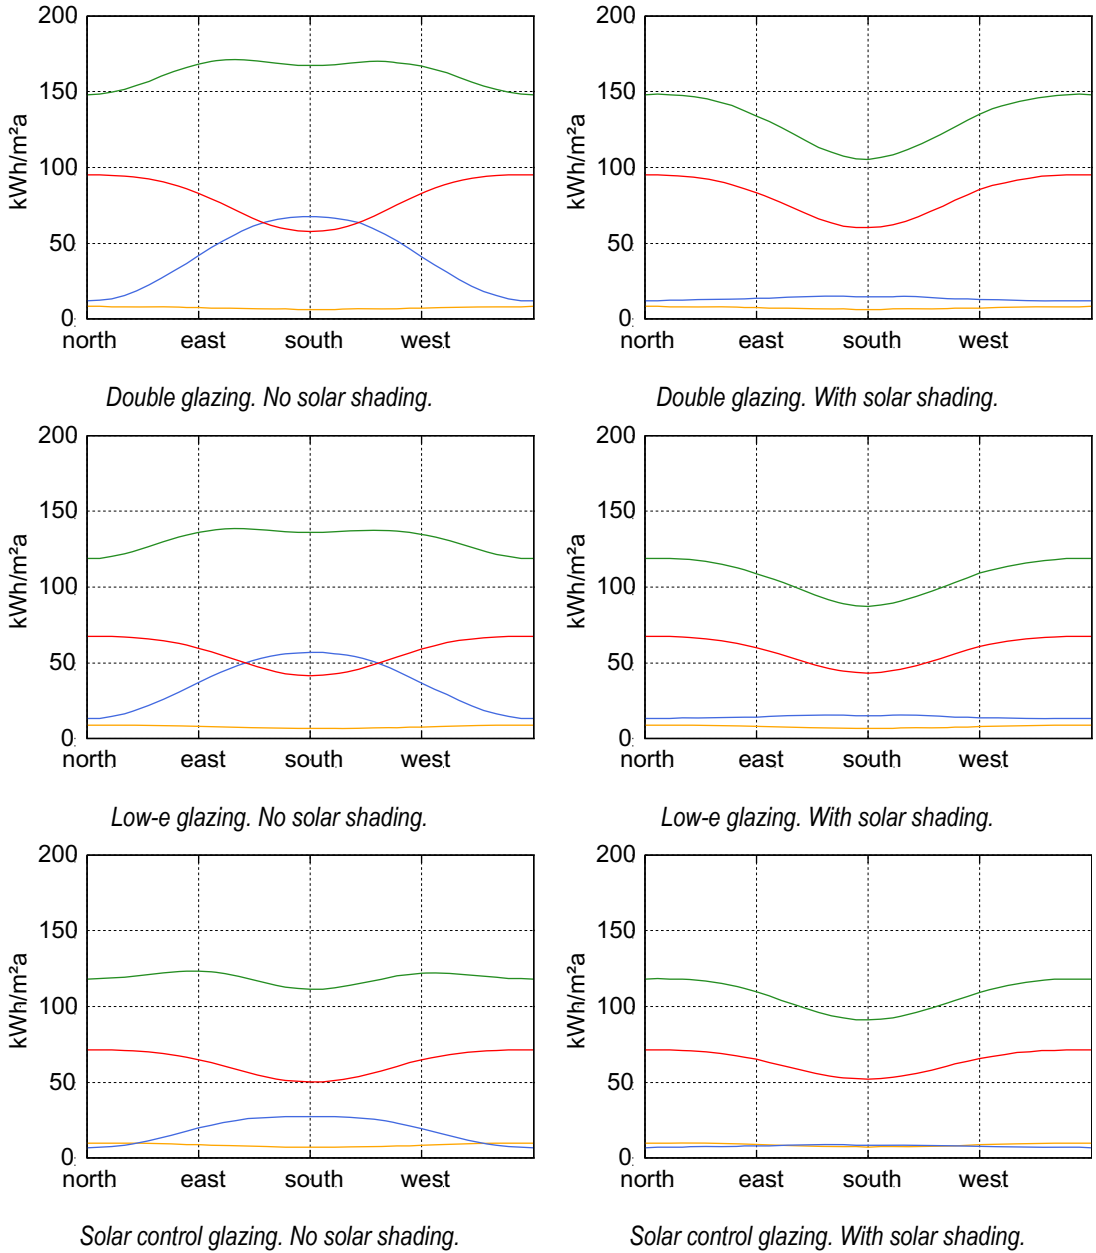 200
150
100
50
0
kWh/m²a
north east south west
Double glazing. No solar shading.
200
150
100
50
0
kWh/m²a
north east south west
Double glazing. With solar shading.
200
150
100
50
0
kWh/m²a
north east south west
Low-e glazing. No solar shading.
200
150
100
50
0
kWh/m²a
north east south west
Low-e glazing. With solar shading.
200
150
100
50
0
kWh/m²a
north east south west
Solar control glazing. No solar shading.
200
150
100
50
0
kWh/m²a
north east south west
Solar control glazing. With solar shading.